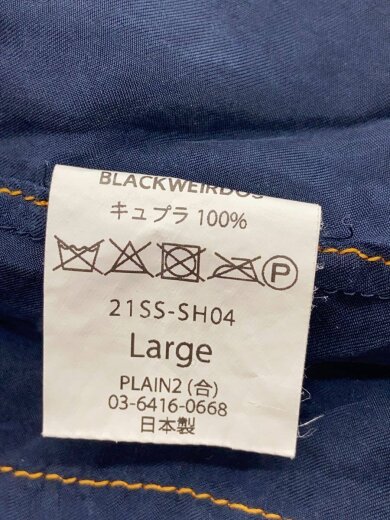 BLACKWEIRDOS
キュプラ 100%
P
21SS-SH04
Large
PLAIN2 (合)
03-6416-0668
日本製